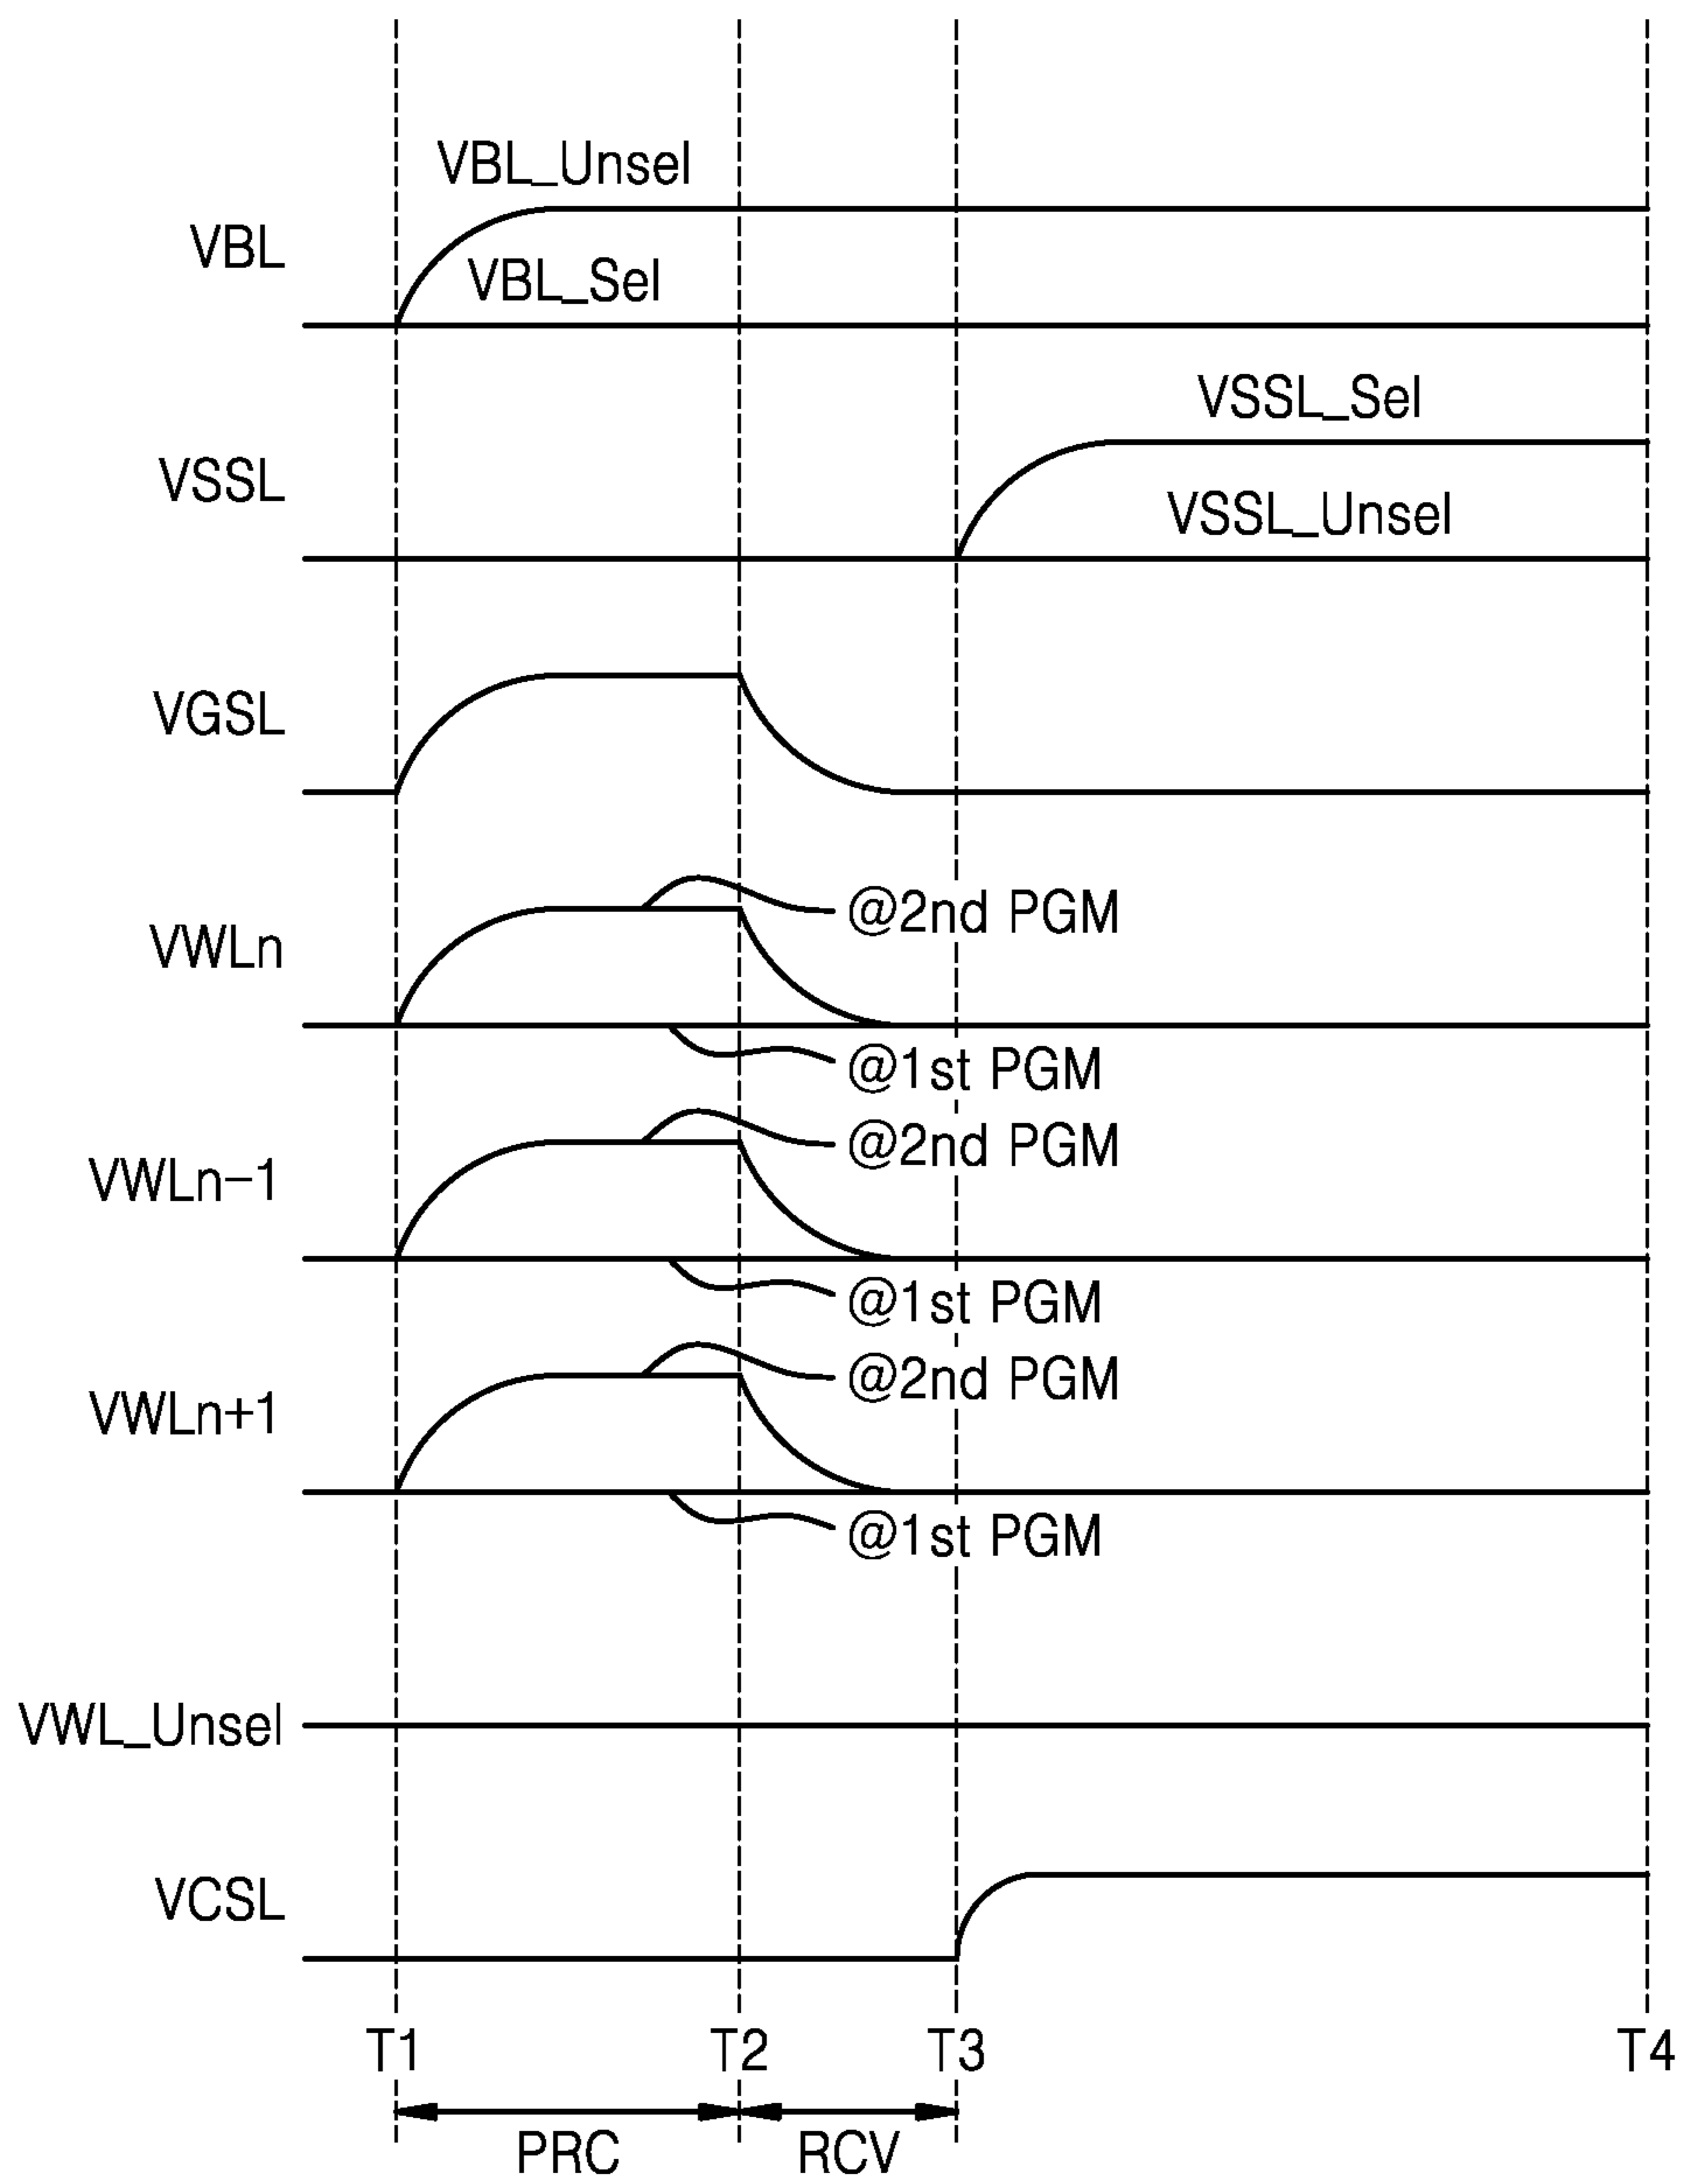 VBL_Unsel
VBL
VBL_Sel
VSSL_Sel
VSSL
VSSL_Unsel
VGSL
@2nd PGM
VWLn
@1st PGM
@2nd PGM
VWLn-1
@1st PGM
@2nd PGM
VWLn+1
@1st PGM
VWL_Unsel
VCSL
T1 T2 T3 T4
PRC RCV